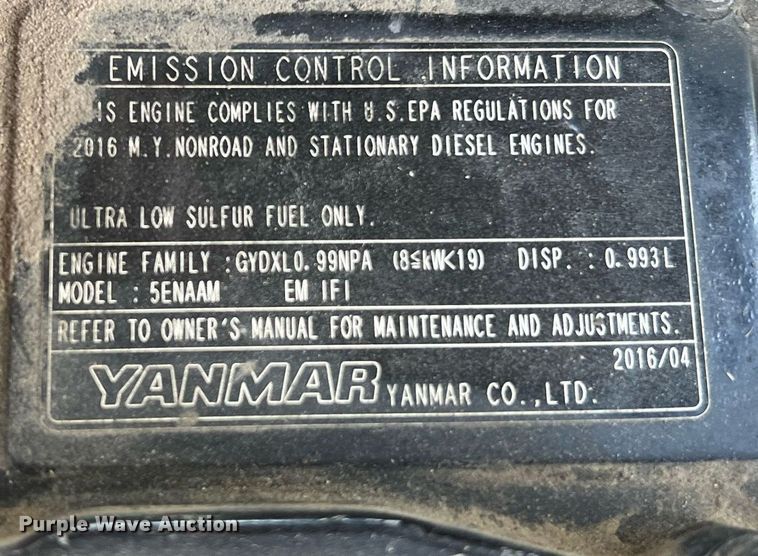 EMISSION CONTROL INFORMATION
IS ENGINE COMPLIES WITH U.S.EPA REGULATIONS FOR
2016 M.Y.NONROAD AND STATIONARY DIESEL ENGINES.
ULTRA LOW SULFUR FUEL ONLY.
ENGINE FAMILY :GYDXL0.99NPA (8≦kW<19) DISP. : 0.993L
MODEL : 5ENAAM EM IFI
REFER TO OWNER'S MANUAL FOR MAINTENANCE AND ADJUSTMENTS.
2016/04
YANMAR YANMAR CO.,LTD.
Purple Wave Auction